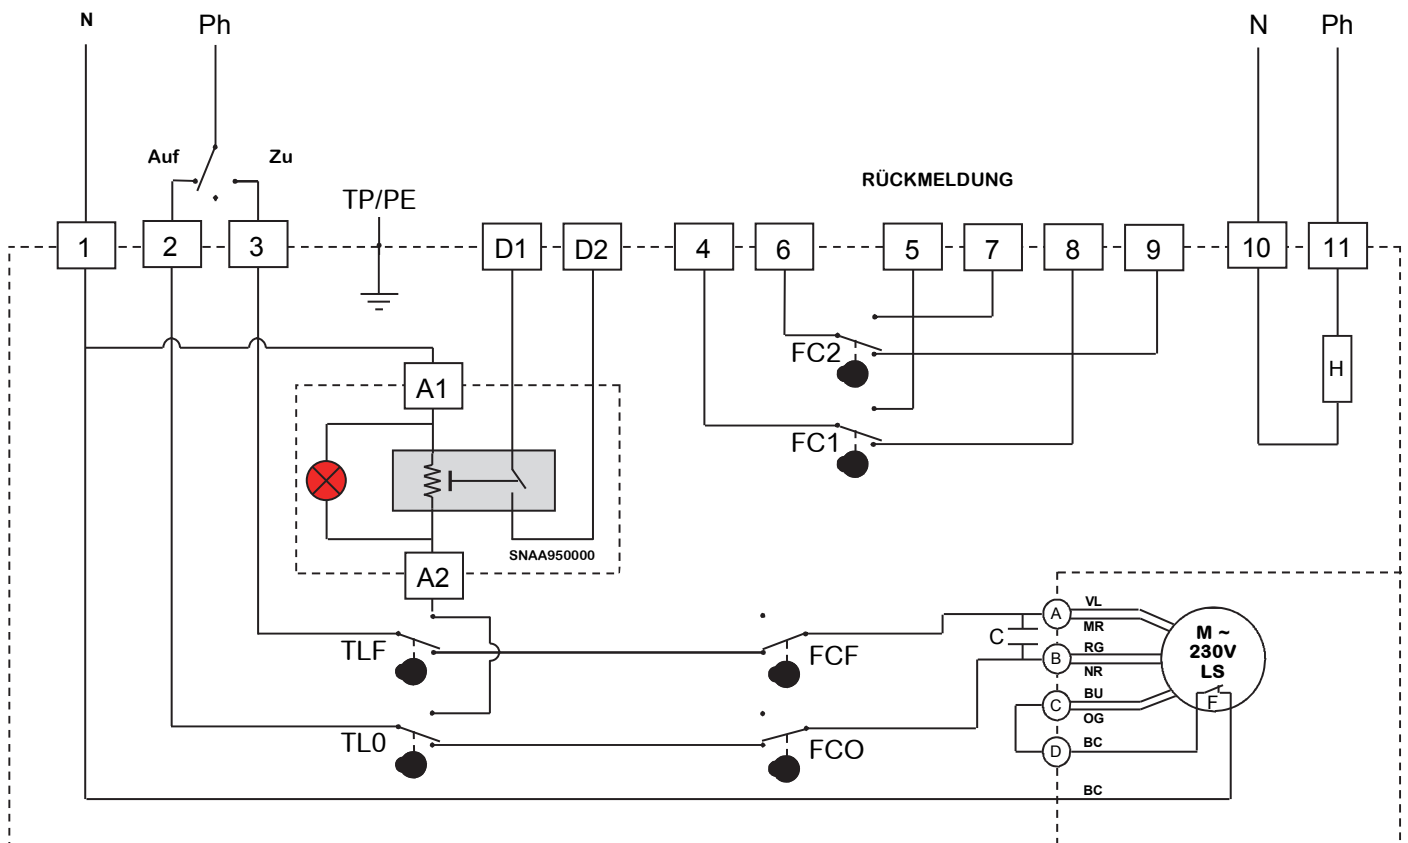 N
Ph
N
Ph
Auf
Zu
TP/PE
RÜCKMELDUNG
1
2
3
D1
D2
4
6
5
7
8
9
10
11
FC2
H
A1
FC1
SNAA950000
A2
TLF
FCF
C
A
VL
MR
B
RG
NR
M ~
230V
LS
F
TL0
FCO
C
BU
OG
D
BC
BC